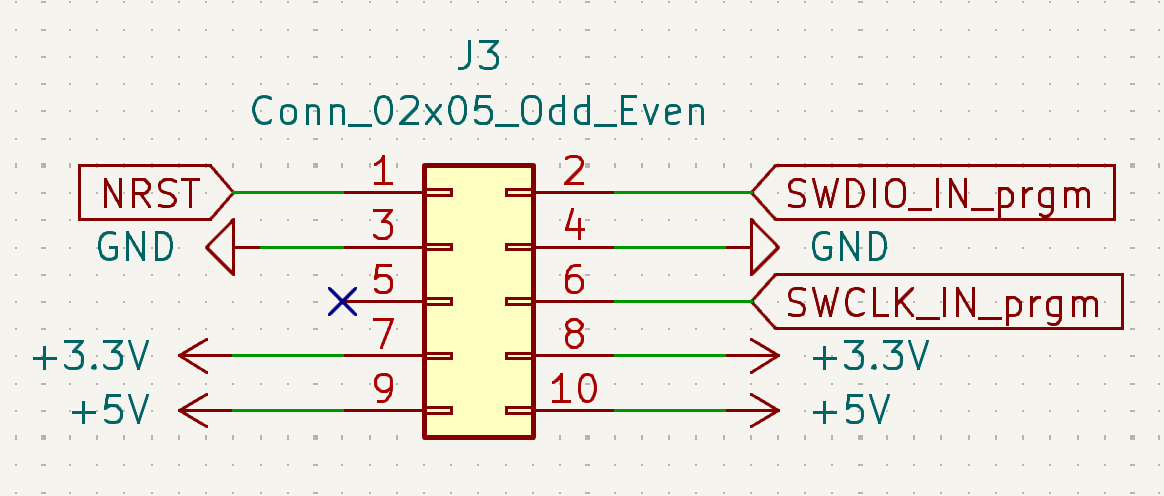 J3
Conn_02x05_Odd_Even
NRST 1 2 SWDIO_IN_prgm
GND 3 4 GND
5 6 SWCLK_IN_prgm
+3.3V 7 8 +3.3V
+5V 9 10 +5V